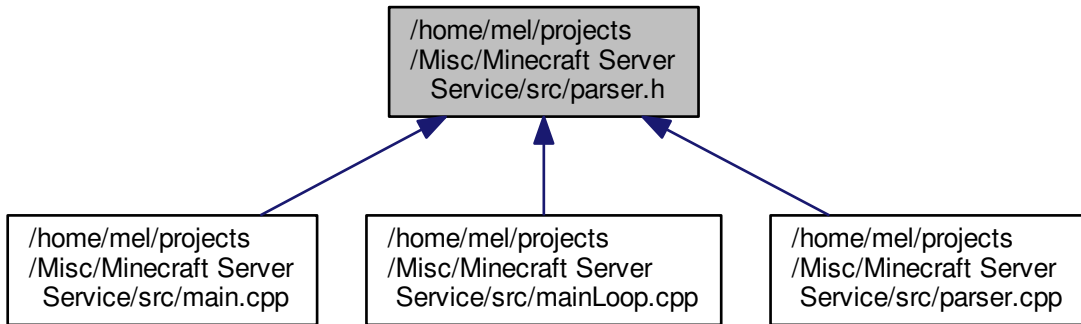 /home/mel/projects
/Misc/Minecraft Server
Service/src/parser.h
/home/mel/projects
/Misc/Minecraft Server
Service/src/main.cpp
/home/mel/projects
/Misc/Minecraft Server
Service/src/mainLoop.cpp
/home/mel/projects
/Misc/Minecraft Server
Service/src/parser.cpp